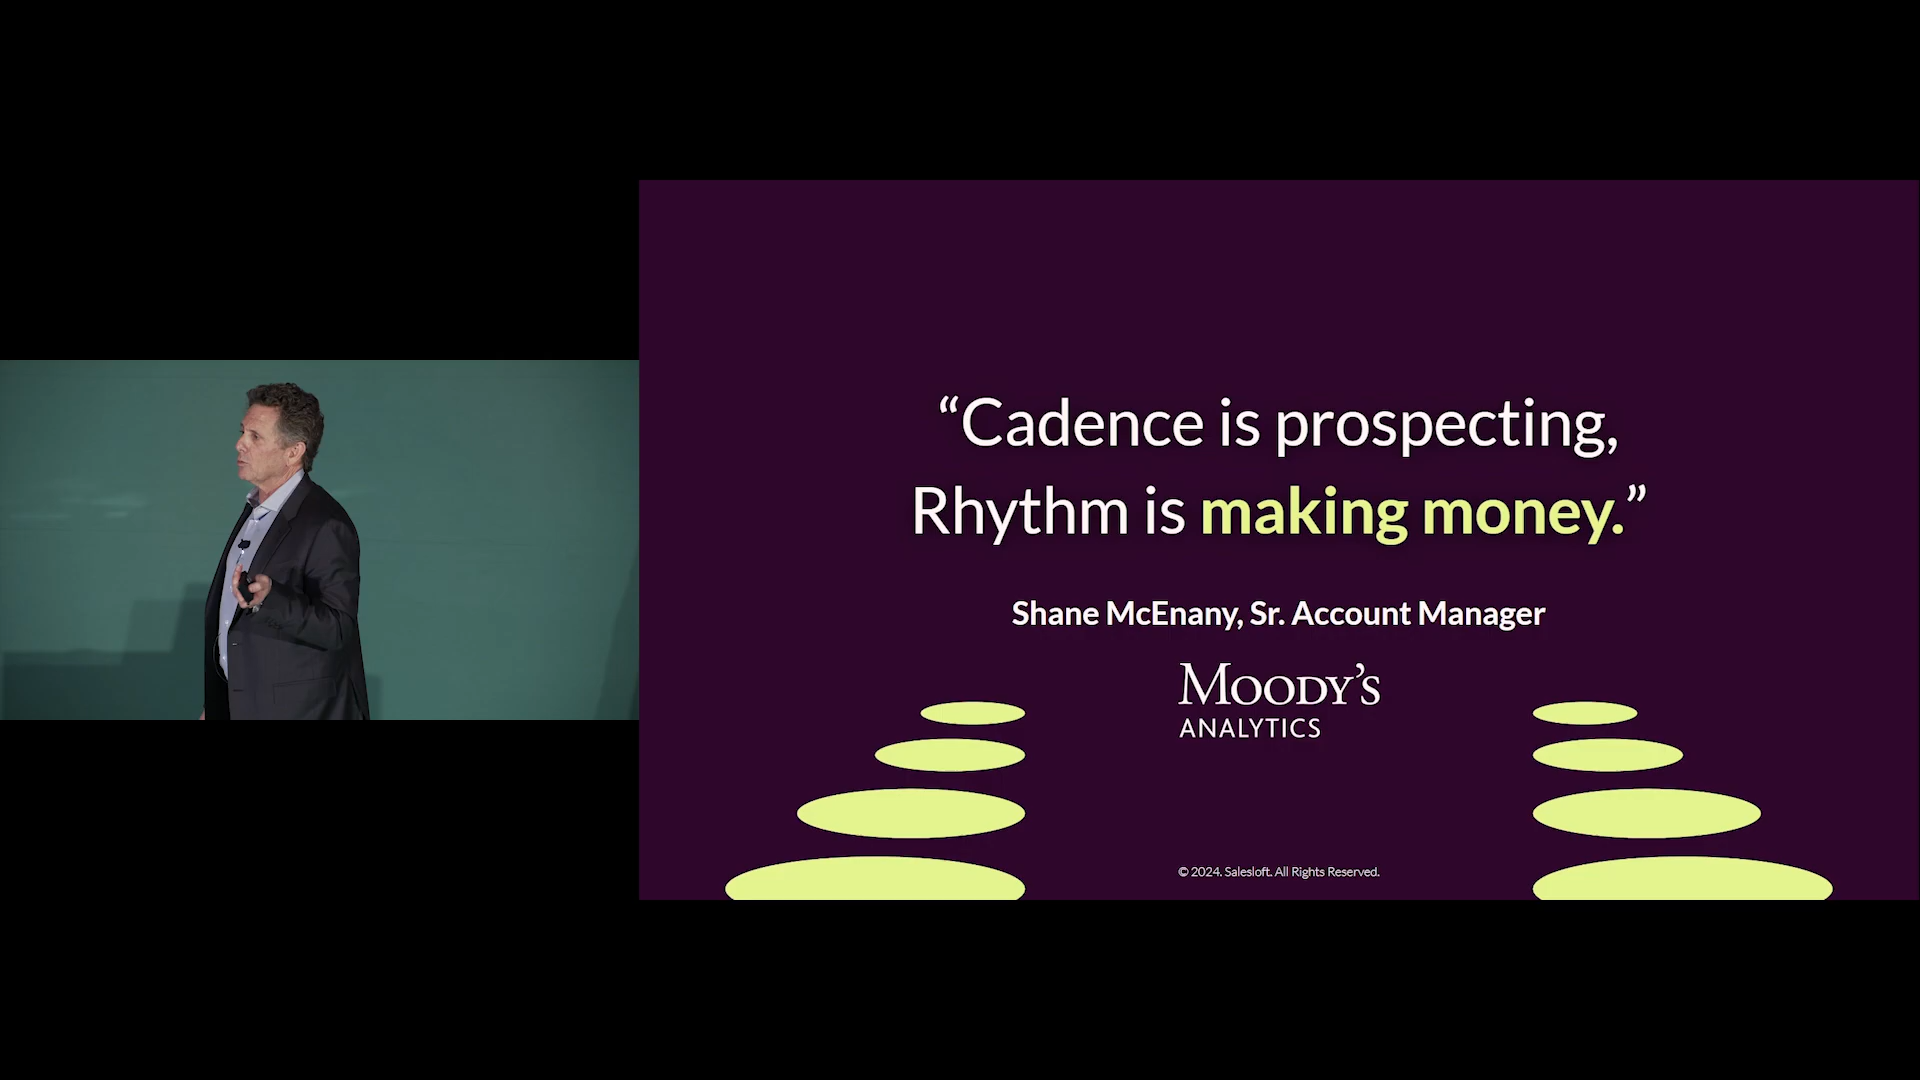 “Cadence is prospecting,
Rhythm is making money.”
Shane McEnany, Sr. Account Manager
MOODY’S
ANALYTICS
© 2024. Salesloft. All Rights Reserved.